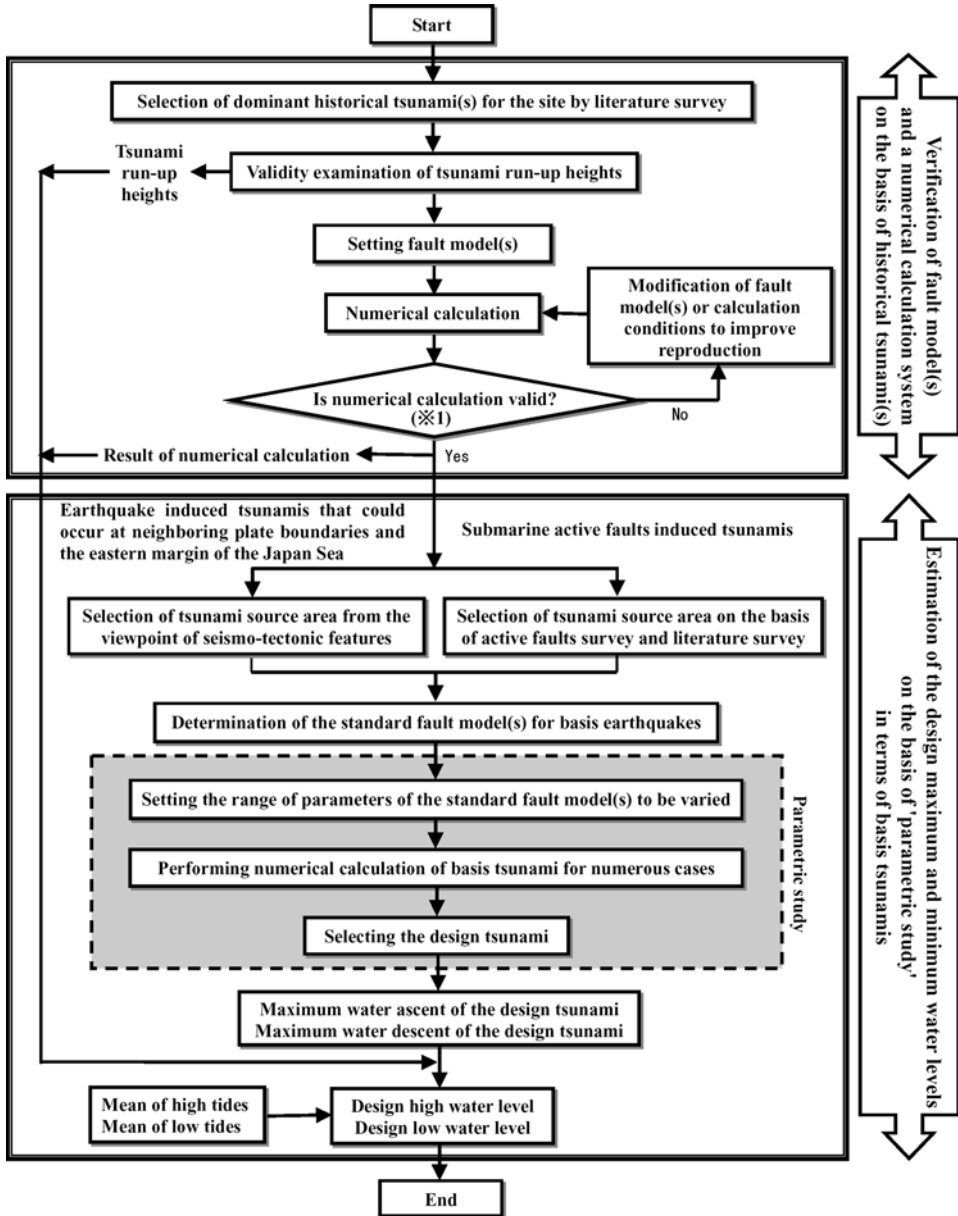 Start
Selection of dominant historical tsunami(s) for the site by literature survey
Tsunami
run-up
heights
Validity examination of tsunami run-up heights
Setting fault model(s)
Numerical calculation
Modification of fault
model(s) or calculation
conditions to improve
reproduction
Is numerical calculation valid?
(※1)
No
Result of numerical calculation
Yes
Verification of fault model(s)
and a numerical calculation system
on the basis of historical tsunami(s)
Earthquake induced tsunamis that could
occur at neighboring plate boundaries and
the eastern margin of the Japan Sea
Submarine active faults induced tsunamis
Selection of tsunami source area from the
viewpoint of seismo-tectonic features
Selection of tsunami source area on the basis
of active faults survey and literature survey
Determination of the standard fault model(s) for basis earthquakes
Setting the range of parameters of the standard fault model(s) to be varied
Performing numerical calculation of basis tsunami for numerous cases
Selecting the design tsunami
Parametric study
Maximum water ascent of the design tsunami
Maximum water descent of the design tsunami
Mean of high tides
Mean of low tides
Design high water level
Design low water level
Estimation of the design maximum and minimum water levels
on the basis of 'parametric study'
in terms of basis tsunamis
End